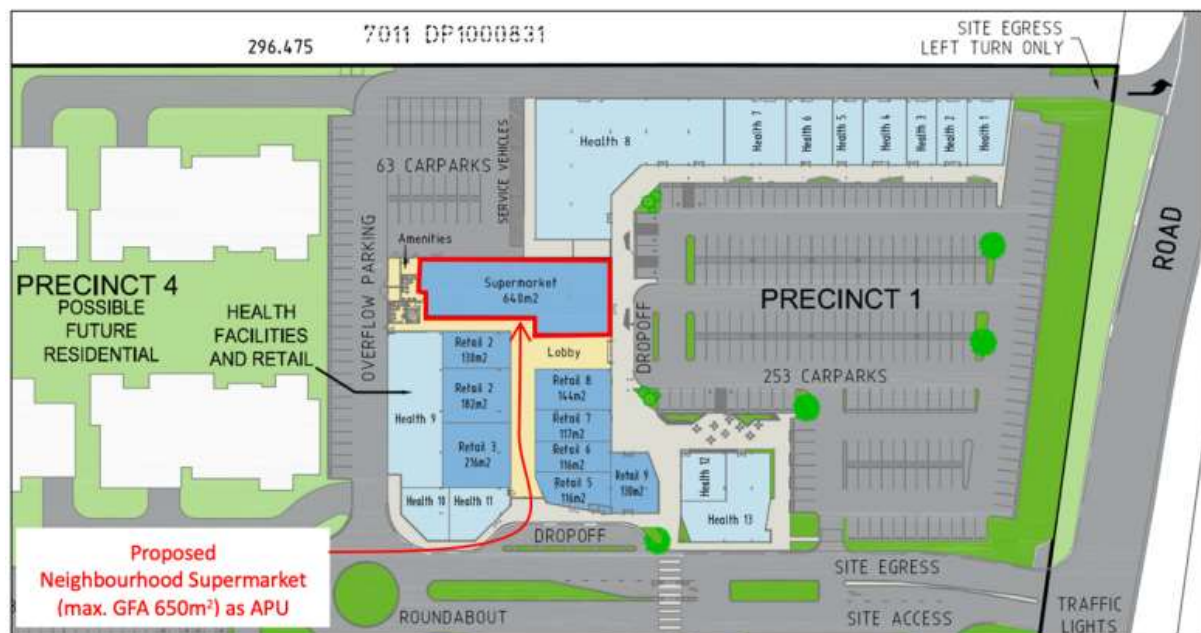 296.475
7011 DP1000831
SITE EGRESS
LEFT TURN ONLY
Health 8
Health 7
Health 6
Health 5
Health 4
Health 3
Health 2
Health 1
63 CARPARKS
SERVICE VEHICLES
OVERFLOW PARKING
Amenities
ROAD
PRECINCT 4
POSSIBLE
FUTURE
RESIDENTIAL
HEALTH
FACILITIES
AND RETAIL
Supermarket
640m2
PRECINCT 1
DROPOFF
Lobby
253 CARPARKS
Retail 2
138m2
Retail 2
182m2
Retail 3
216m2
Health 9
Health 10
Health 11
Retail 8
144m2
Retail 7
117m2
Retail 6
116m2
Retail 5
116m2
Retail 9
130m2
Health 12
Health 13
DROPOFF
Proposed
Neighbourhood Supermarket
(max. GFA 650m²) as APU
ROUNDABOUT
SITE EGRESS
SITE ACCESS
TRAFFIC
LIGHTS